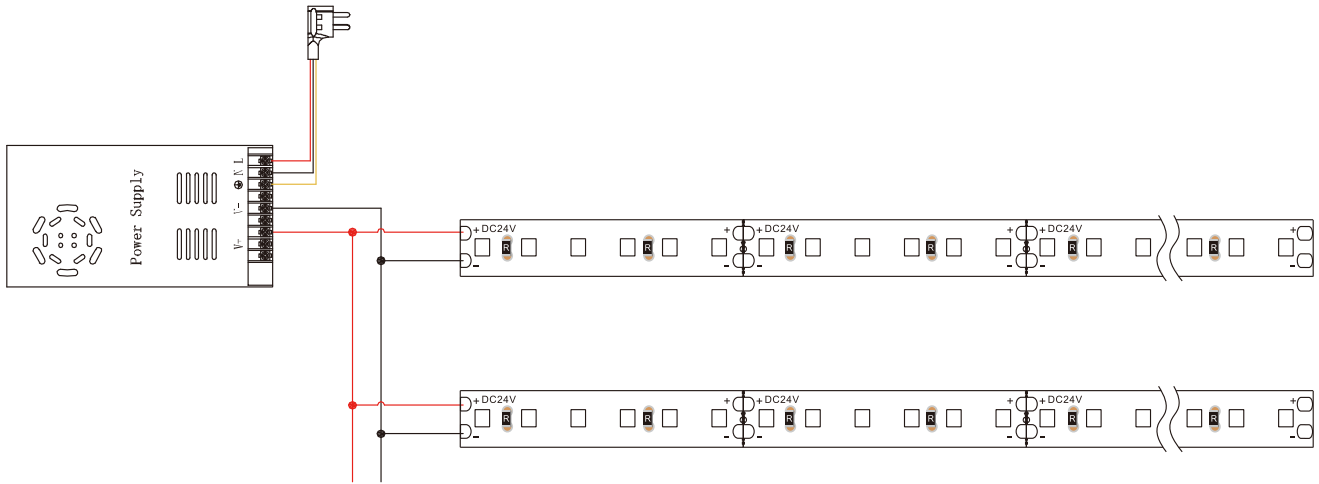 Power Supply
L
N
V-
V+
+ DC24V
R
R
+
+ DC24V
R
R
+
+ DC24V
R
R
+
-
-
-
-
-
-
+ DC24V
R
R
+
+ DC24V
R
R
+
+ DC24V
R
R
+
-
-
-
-
-
-